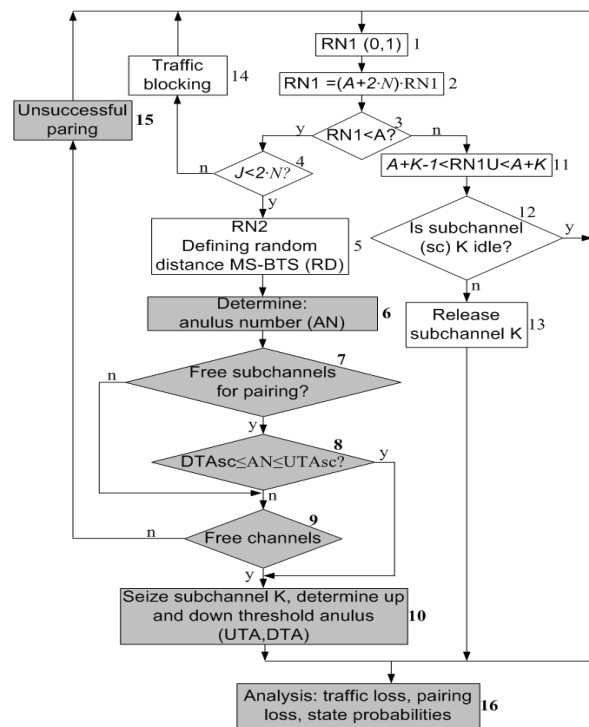 RN1 (0,1)
1
RN1 =(A+2·N)·RN1
2
RN1<A?
3
y
n
Traffic
blocking
14
Unsuccessful
paring
15
J<2·N?
4
n
y
A+K-1<RN1U<A+K
11
RN2
Defining random
distance MS-BTS (RD)
5
Is subchannel
(sc) K idle?
12
y
n
Determine:
anulus number (AN)
6
Release
subchannel K
13
Free subchannels
for pairing?
7
n
y
DTAsc≤AN≤UTAsc?
8
y
n
Free channels
9
n
y
Seize subchannel K, determine up
and down threshold anulus
(UTA,DTA)
10
Analysis: traffic loss, pairing
loss, state probabilities
16